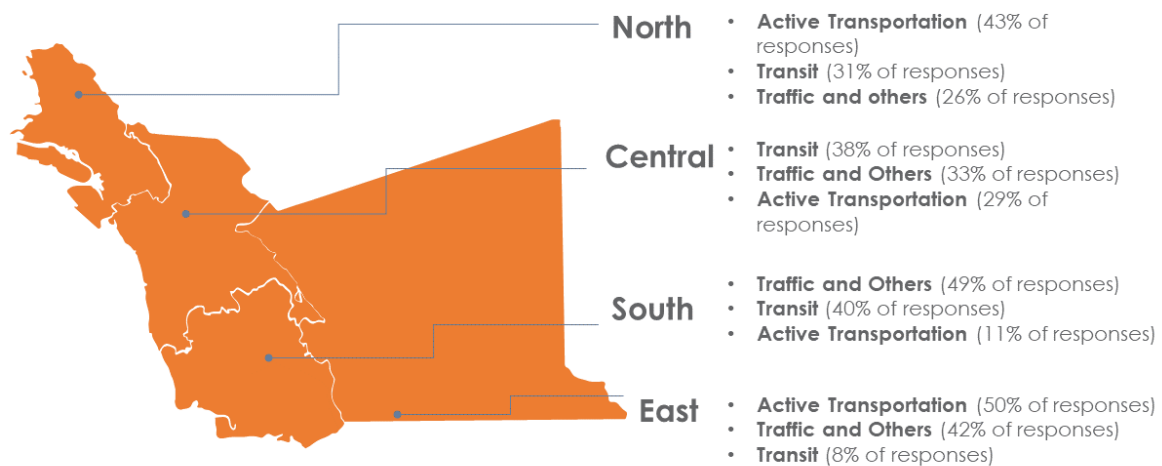 North
• Active Transportation (43% of
responses)
• Transit (31% of responses)
• Traffic and others (26% of responses)
Central
• Transit (38% of responses)
• Traffic and Others (33% of responses)
• Active Transportation (29% of
responses)
South
• Traffic and Others (49% of responses)
• Transit (40% of responses)
• Active Transportation (11% of responses)
East
• Active Transportation (50% of responses)
• Traffic and Others (42% of responses)
• Transit (8% of responses)